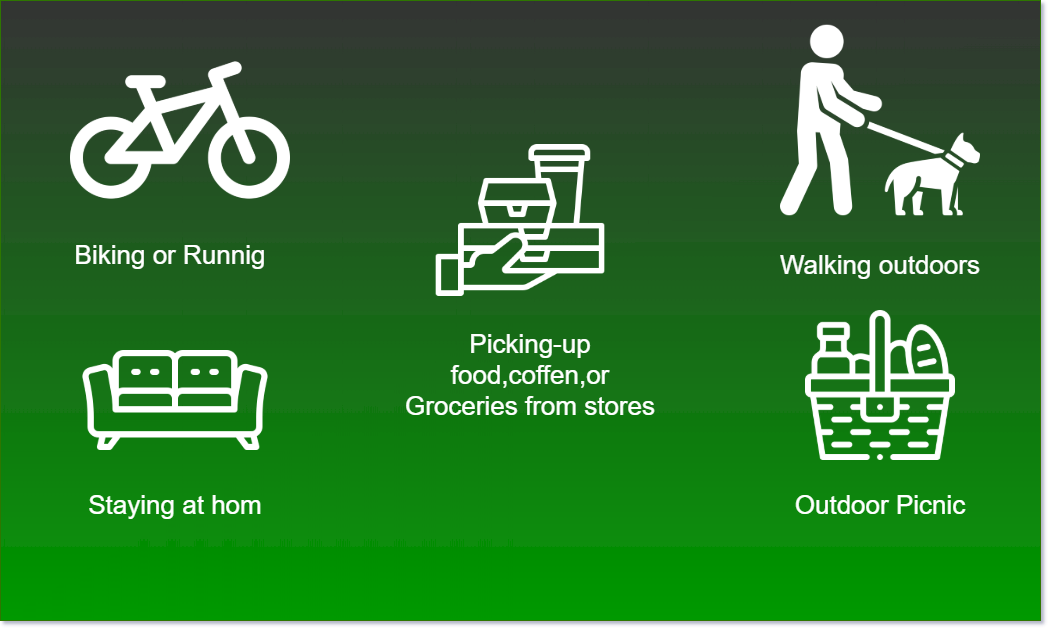 Biking or Runnig
Walking outdoors
Picking-up
food,coffen,or
Groceries from stores
Staying at hom
Outdoor Picnic